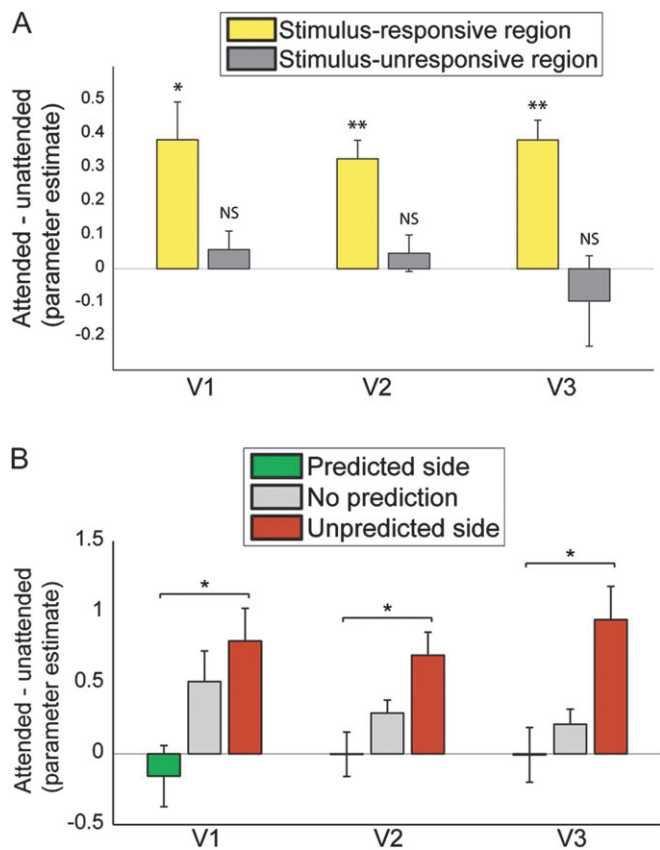 A
Stimulus-responsive region
Stimulus-unresponsive region
Attended - unattended
(parameter estimate)
0.5
0.4
0.3
0.2
0.1
0
-0.1
-0.2
*
NS
**
NS
**
NS
V1 V2 V3
B
Predicted side
No prediction
Unpredicted side
Attended - unattended
(parameter estimate)
1.5
1
0.5
0
-0.5
*
*
*
V1 V2 V3